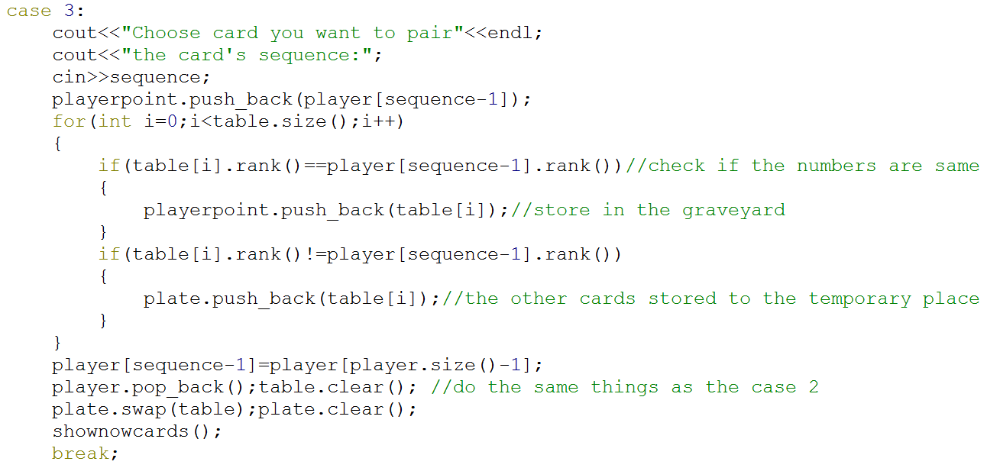 case 3:
    cout<<"Choose card you want to pair"<<endl;
    cout<<"the card's sequence:";
    cin>>sequence;
    playerpoint.push_back(player[sequence-1]);
    for(int i=0;i<table.size();i++)
    {
        if(table[i].rank()==player[sequence-1].rank())//check if the numbers are same
        {
            playerpoint.push_back(table[i]);//store in the graveyard
        }
        if(table[i].rank()!=player[sequence-1].rank())
        {
            plate.push_back(table[i]);//the other cards stored to the temporary place
        }
    }
    player[sequence-1]=player[player.size()-1];
    player.pop_back();table.clear(); //do the same things as the case 2
    plate.swap(table);plate.clear();
    shownowcards();
    break;